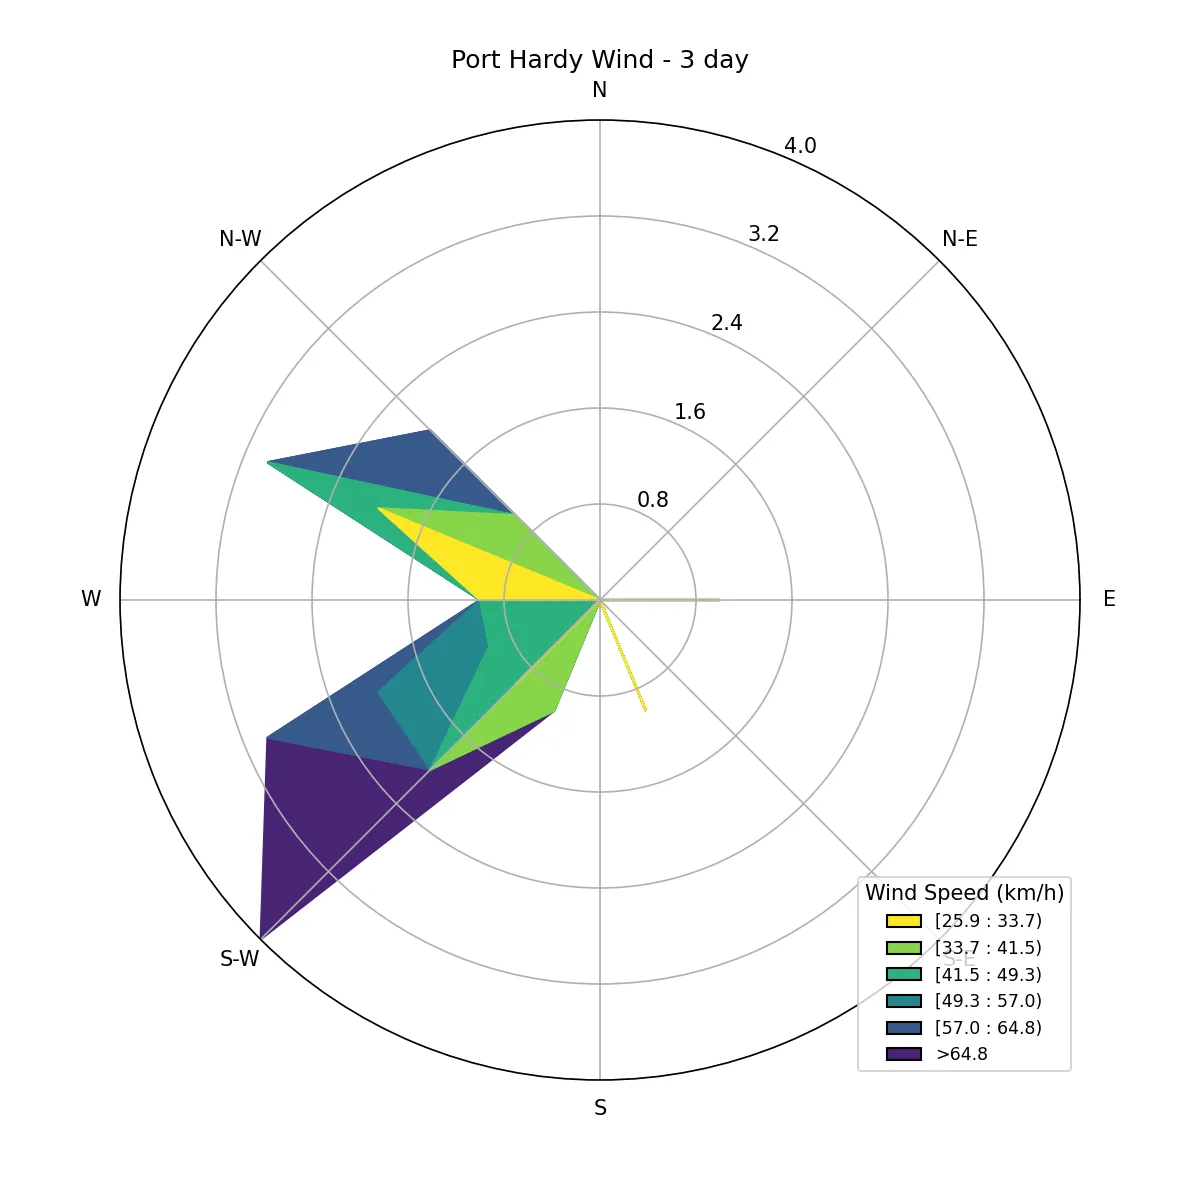 Port Hardy Wind - 3 day
N
4.0
N-W
N-E
3.2
2.4
1.6
0.8
W
E
Wind Speed (km/h)
[25.9 : 33.7)
[33.7 : 41.5)
S-W
S-E
[41.5 : 49.3)
[49.3 : 57.0)
[57.0 : 64.8)
>64.8
S